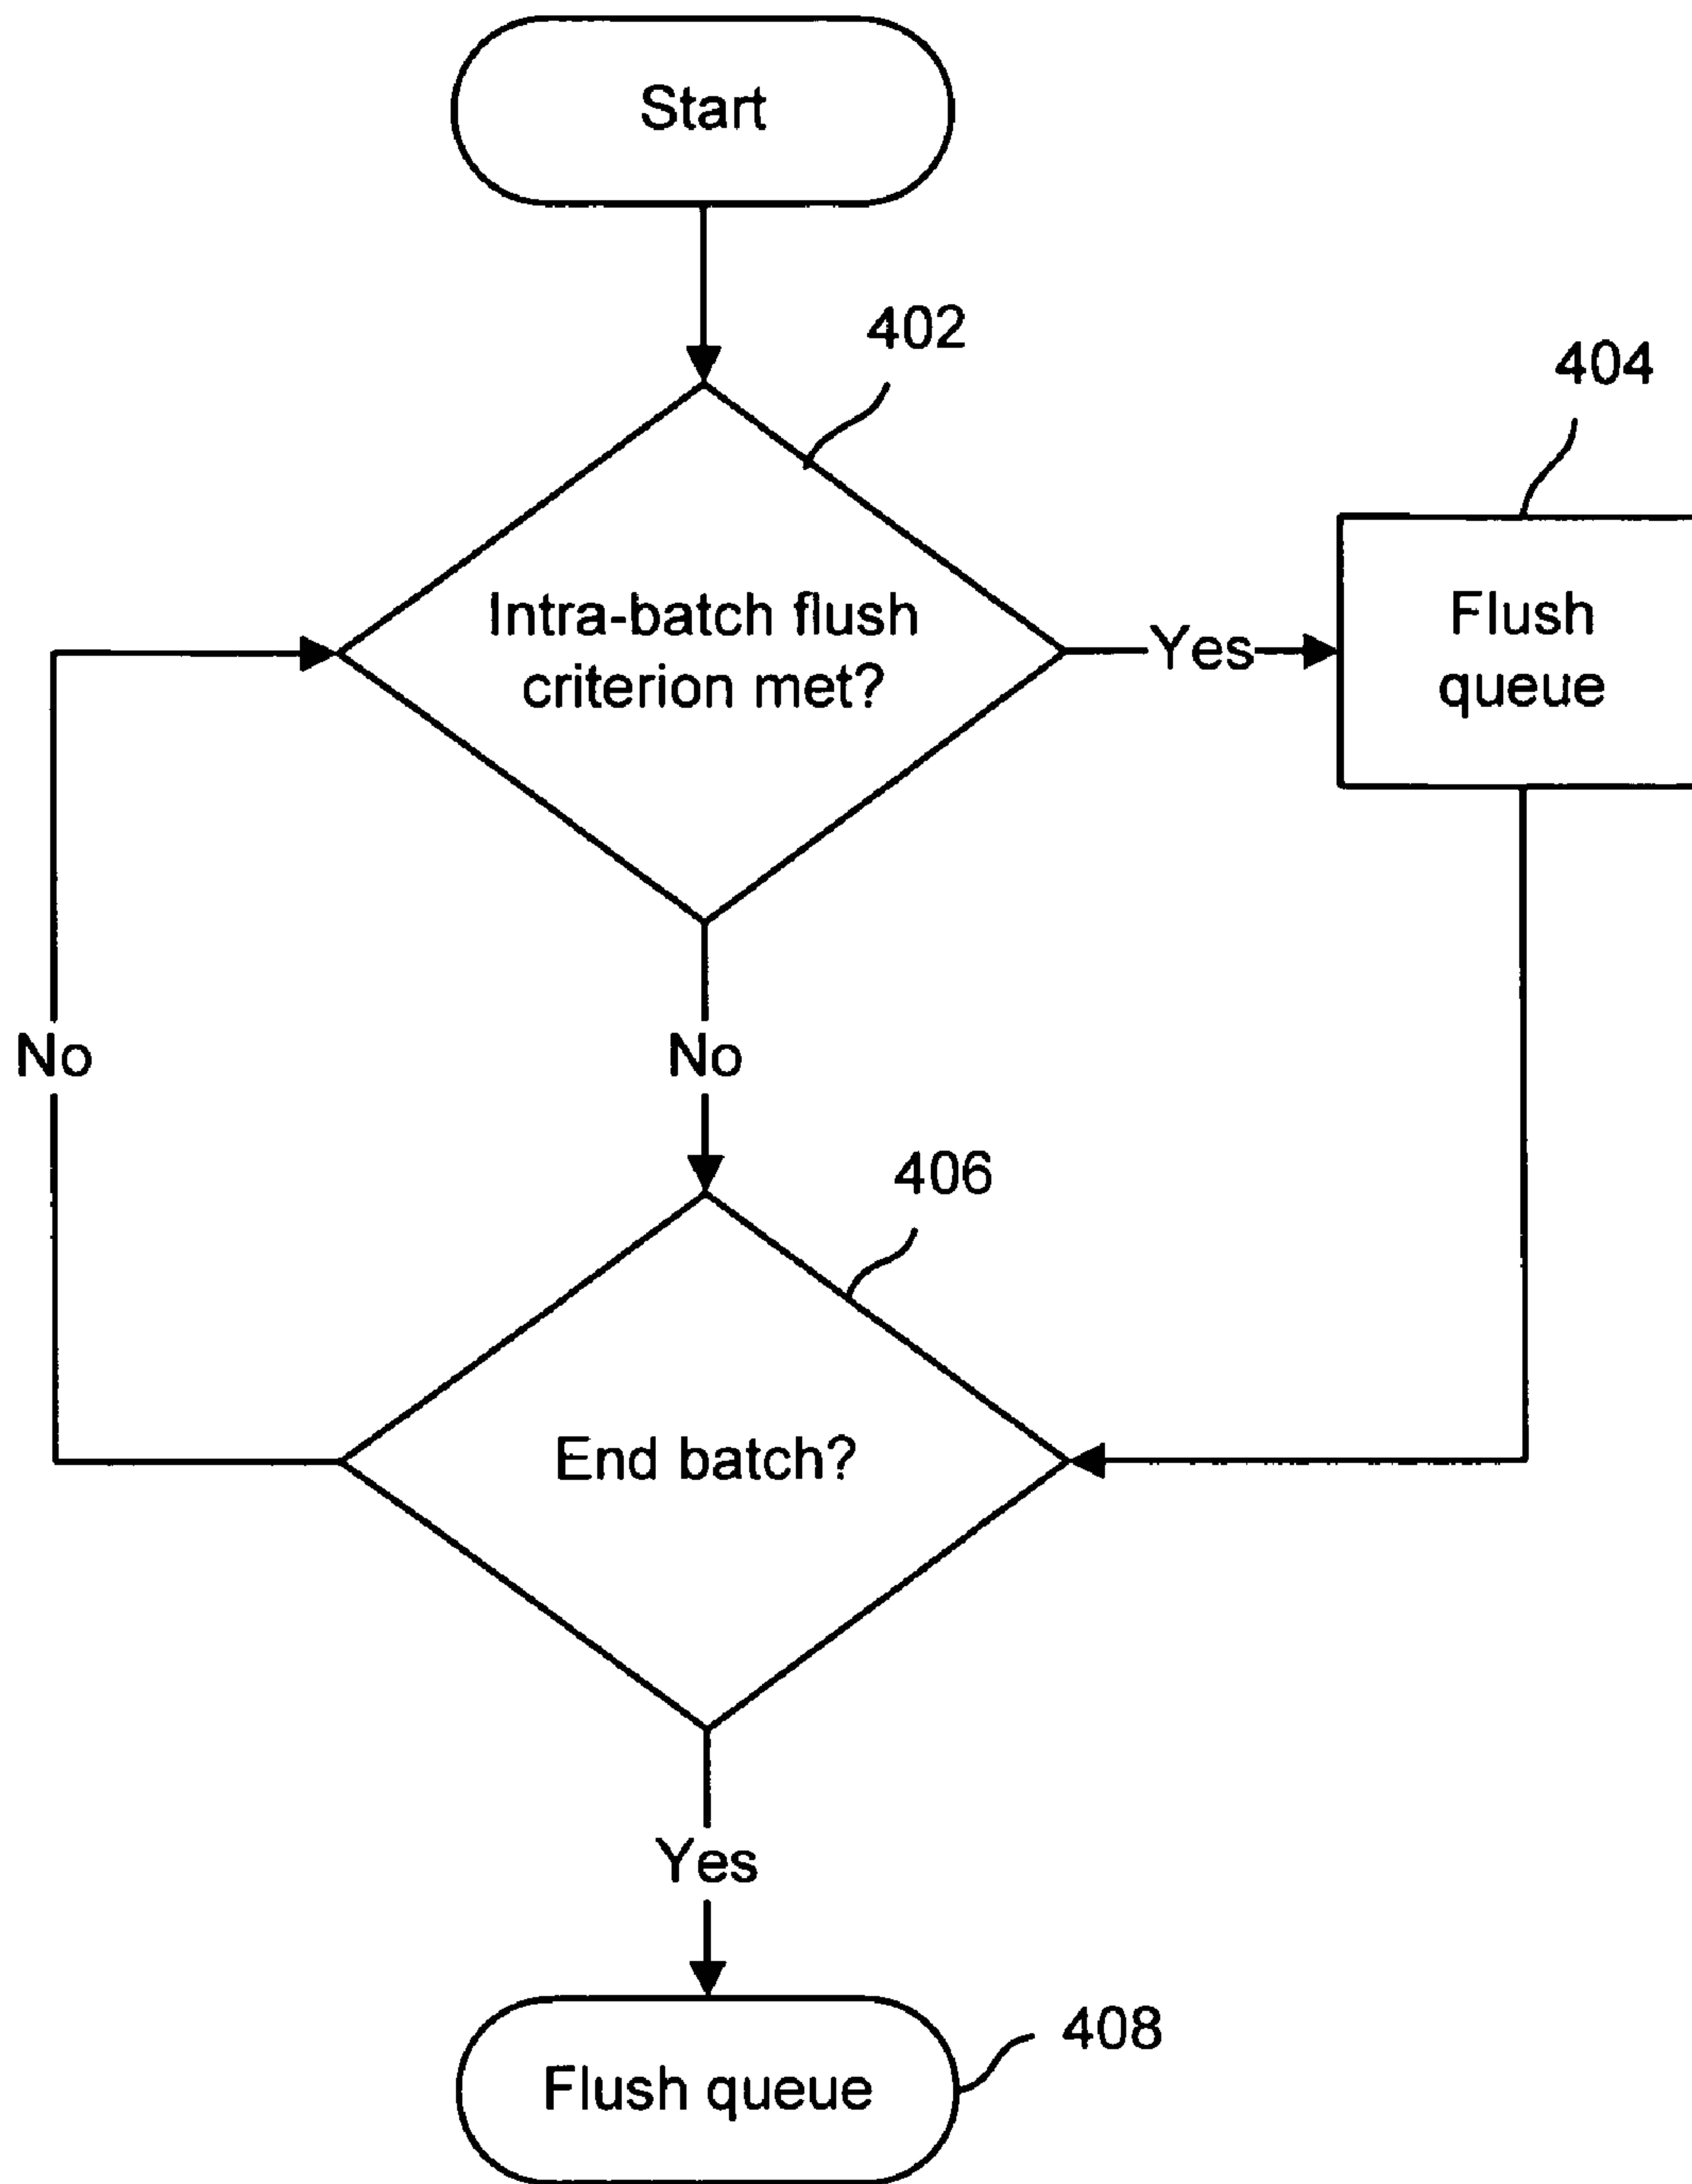 Start
402
404
Intra-batch flush
criterion met?
Yes
Flush
queue
No
No
406
End batch?
Yes
408
Flush queue